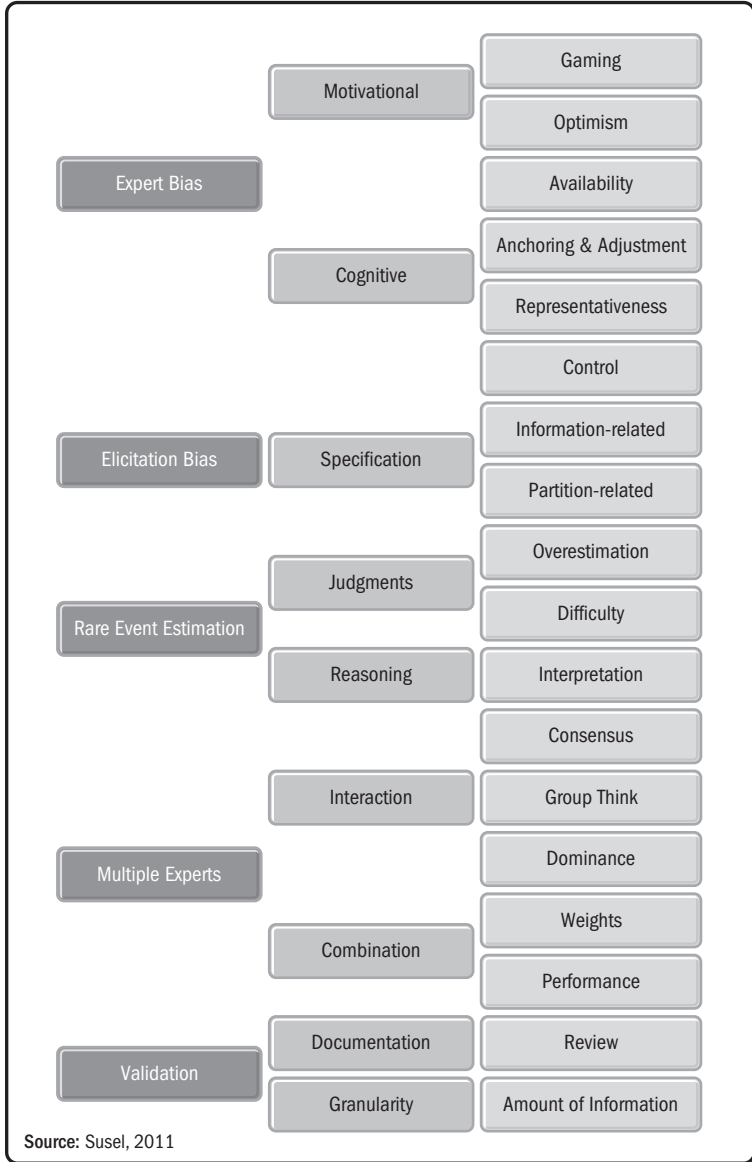 Expert Bias
Motivational
Gaming
Optimism
Cognitive
Availability
Anchoring & Adjustment
Representativeness
Control
Elicitation Bias
Specification
Information-related
Partition-related
Rare Event Estimation
Judgments
Overestimation
Difficulty
Reasoning
Interpretation
Multiple Experts
Interaction
Consensus
Group Think
Dominance
Combination
Weights
Performance
Validation
Documentation
Review
Granularity
Amount of Information
Source: Susel, 2011